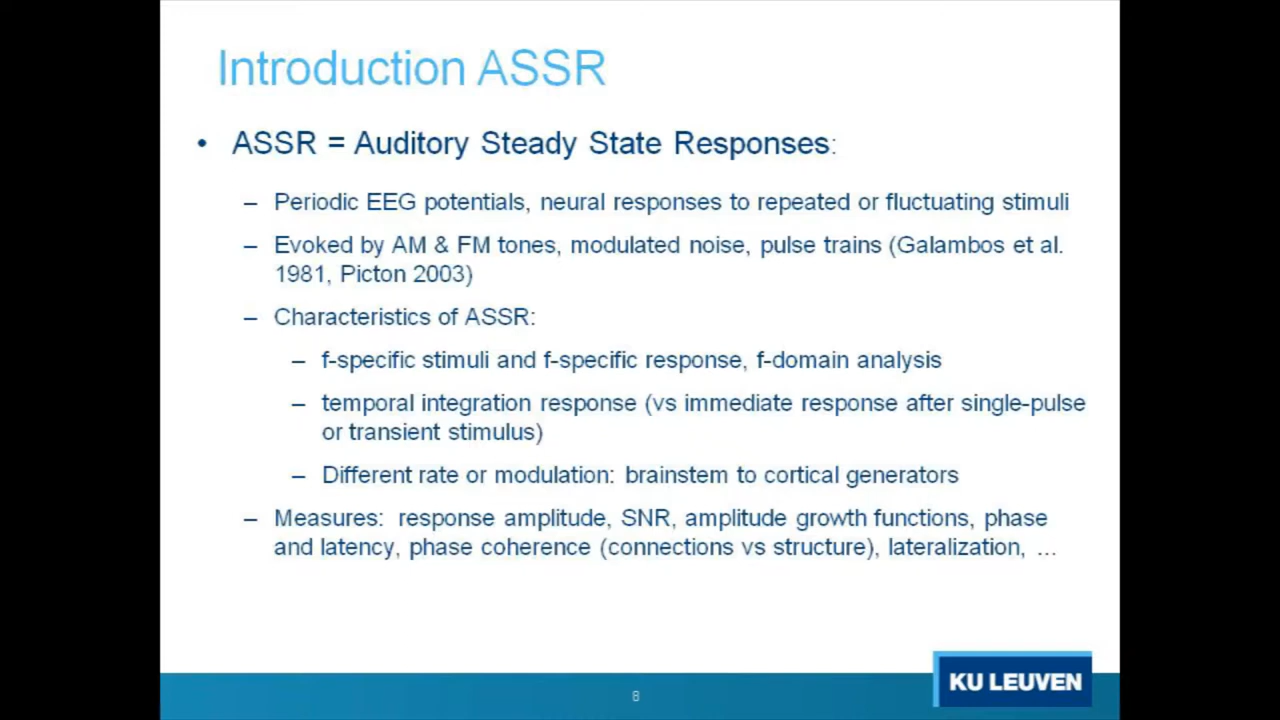 Introduction ASSR
• ASSR = Auditory Steady State Responses:
– Periodic EEG potentials, neural responses to repeated or fluctuating stimuli
– Evoked by AM & FM tones, modulated noise, pulse trains (Galambos et al.
1981, Picton 2003)
– Characteristics of ASSR:
– f-specific stimuli and f-specific response, f-domain analysis
– temporal integration response (vs immediate response after single-pulse
or transient stimulus)
– Different rate or modulation: brainstem to cortical generators
– Measures: response amplitude, SNR, amplitude growth functions, phase
and latency, phase coherence (connections vs structure), lateralization, ...
8
KU LEUVEN